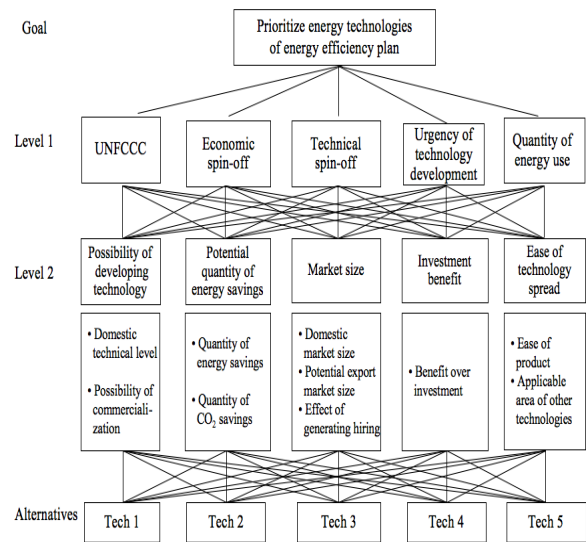 Goal
Prioritize energy technologies
of energy efficiency plan
Level 1
UNFCCC
Economic
spin-off
Technical
spin-off
Urgency of
technology
development
Quantity of
energy use
Level 2
Possibility of
developing
technology
Potential
quantity of
energy savings
Market size
Investment
benefit
Ease of
technology
spread
• Domestic
technical level
• Possibility of
commerciali-
zation
• Quantity of
energy savings
• Quantity of
CO₂ savings
• Domestic
market size
• Potential export
market size
• Effect of
generating hiring
• Benefit over
investment
• Ease of
product
• Applicable
area of other
technologies
Alternatives
Tech 1
Tech 2
Tech 3
Tech 4
Tech 5